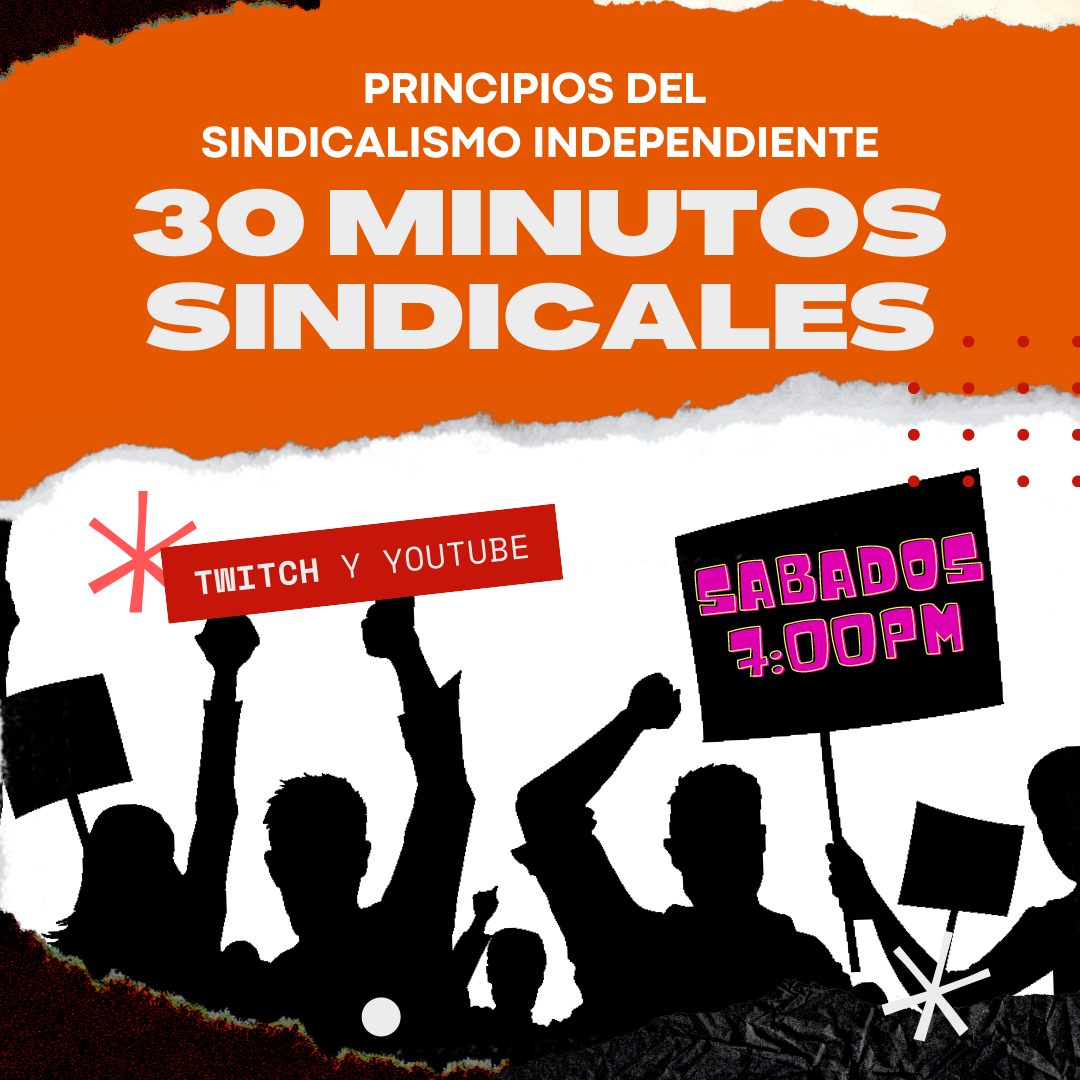 PRINCIPIOS DEL
SINDICALISMO INDEPENDIENTE
30 MINUTOS
SINDICALES
TWITCH Y YOUTUBE
SABADOS
7:00PM